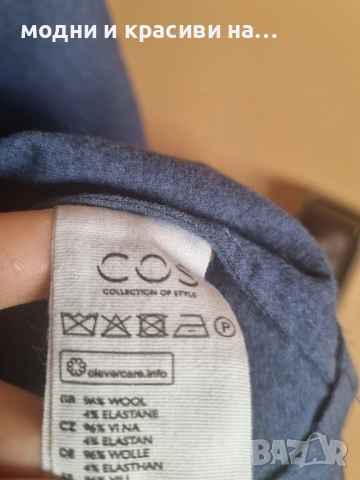 модни и красиви на...
COS
COLLECTION OF STYLE
P
clevercare.info
GB 96% WOOL
4% ELASTANE
CZ 96% VLNA
4% ELASTAN
DE 96% WOLLE
4% ELASTHAN
BAZAR